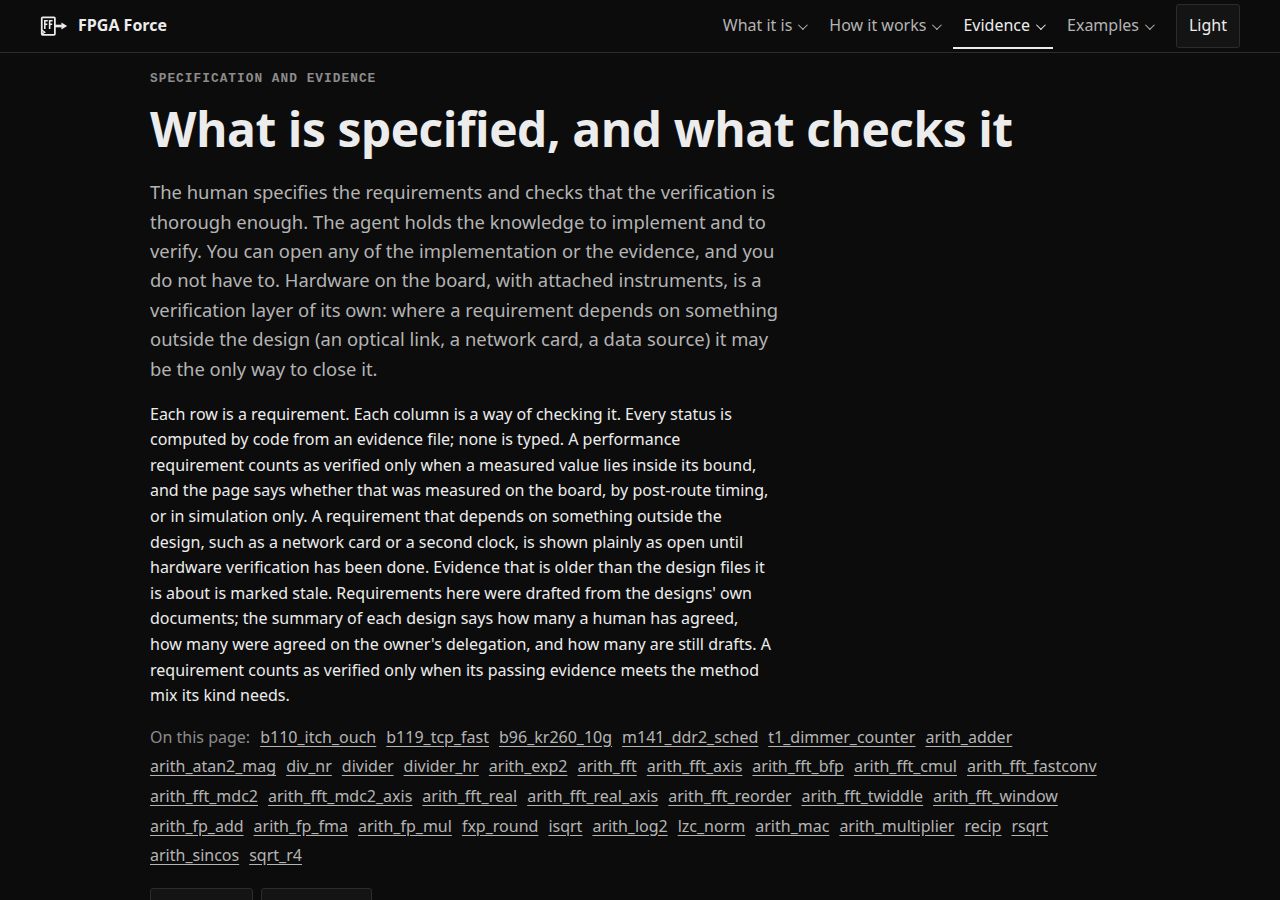 FPGA Force
What it is
How it works
Evidence
Examples
Light
SPECIFICATION AND EVIDENCE
What is specified, and what checks it
The human specifies the requirements and checks that the verification is
thorough enough. The agent holds the knowledge to implement and to
verify. You can open any of the implementation or the evidence, and you
do not have to. Hardware on the board, with attached instruments, is a
verification layer of its own: where a requirement depends on something
outside the design (an optical link, a network card, a data source) it may
be the only way to close it.
Each row is a requirement. Each column is a way of checking it. Every status is
computed by code from an evidence file; none is typed. A performance
requirement counts as verified only when a measured value lies inside its bound,
and the page says whether that was measured on the board, by post-route timing,
or in simulation only. A requirement that depends on something outside the
design, such as a network card or a second clock, is shown plainly as open until
hardware verification has been done. Evidence that is older than the design files it
is about is marked stale. Requirements here were drafted from the designs' own
documents; the summary of each design says how many a human has agreed,
how many were agreed on the owner's delegation, and how many are still drafts. A
requirement counts as verified only when its passing evidence meets the method
mix its kind needs.
On this page: b110_itch_ouch b119_tcp_fast b96_kr260_10g m141_ddr2_sched t1_dimmer_counter arith_adder
arith_atan2_mag div_nr divider divider_hr arith_exp2 arith_fft arith_fft_axis arith_fft_bfp arith_fft_cmul arith_fft_fastconv
arith_fft_mdc2 arith_fft_mdc2_axis arith_fft_real arith_fft_real_axis arith_fft_reorder arith_fft_twiddle arith_fft_window
arith_fp_add arith_fp_fma arith_fp_mul fxp_round isqrt arith_log2 lzc_norm arith_mac arith_multiplier recip rsqrt
arith_sincos sqrt_r4